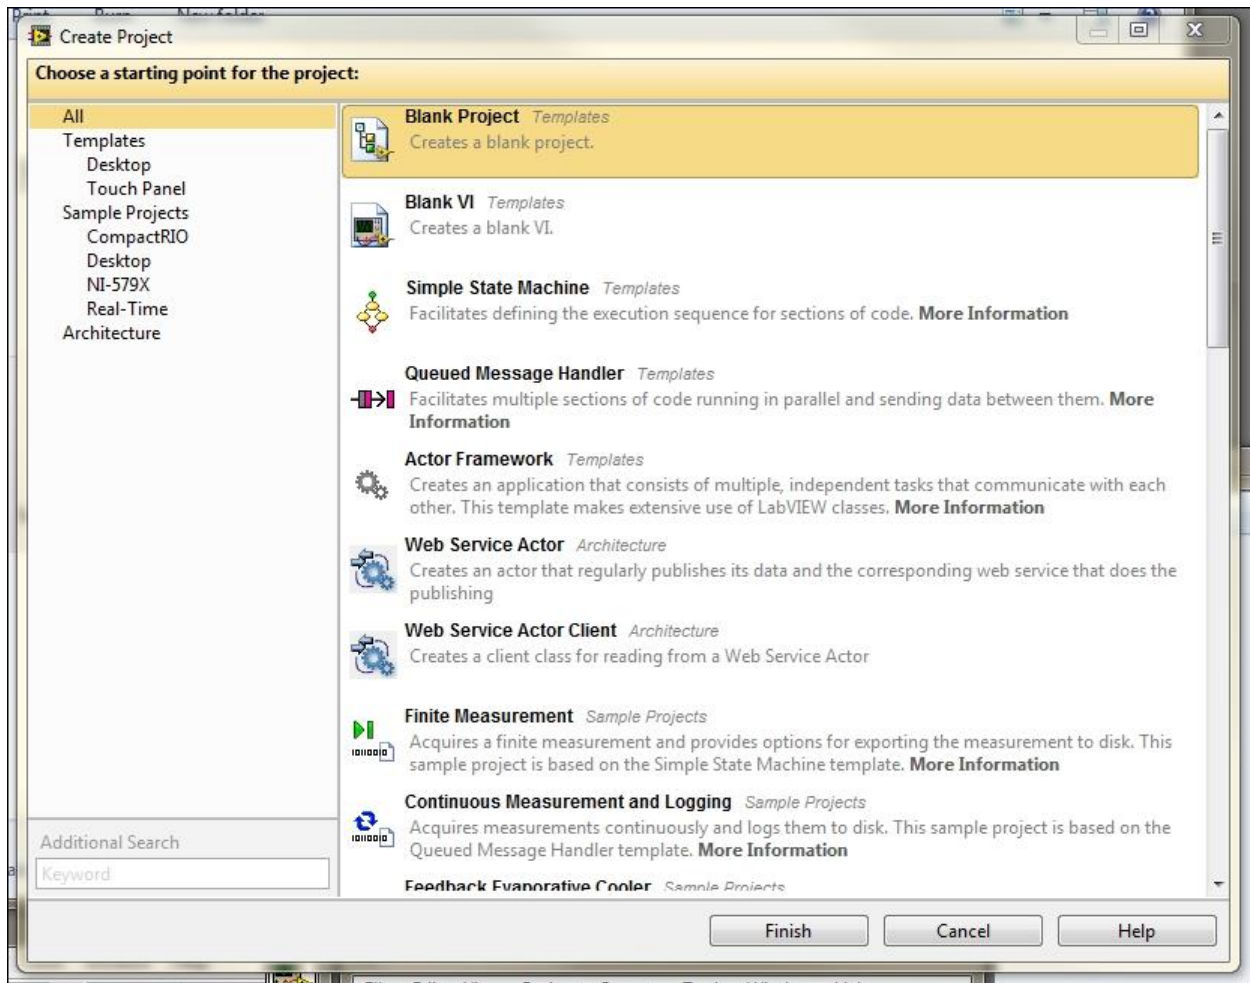 Print Burn New folder
Create Project
Choose a starting point for the project:
All
Templates
Desktop
Touch Panel
Sample Projects
CompactRIO
Desktop
NI-579X
Real-Time
Architecture
Additional Search
Keyword
Blank Project Templates
Creates a blank project.
Blank VI Templates
Creates a blank VI.
Simple State Machine Templates
Facilitates defining the execution sequence for sections of code. More Information
Queued Message Handler Templates
Facilitates multiple sections of code running in parallel and sending data between them. More
Information
Actor Framework Templates
Creates an application that consists of multiple, independent tasks that communicate with each
other. This template makes extensive use of LabVIEW classes. More Information
Web Service Actor Architecture
Creates an actor that regularly publishes its data and the corresponding web service that does the
publishing
Web Service Actor Client Architecture
Creates a client class for reading from a Web Service Actor
Finite Measurement Sample Projects
Acquires a finite measurement and provides options for exporting the measurement to disk. This
sample project is based on the Simple State Machine template. More Information
Continuous Measurement and Logging Sample Projects
Acquires measurements continuously and logs them to disk. This sample project is based on the
Queued Message Handler template. More Information
Feedback Evaporative Cooler Sample Projects
Finish Cancel Help